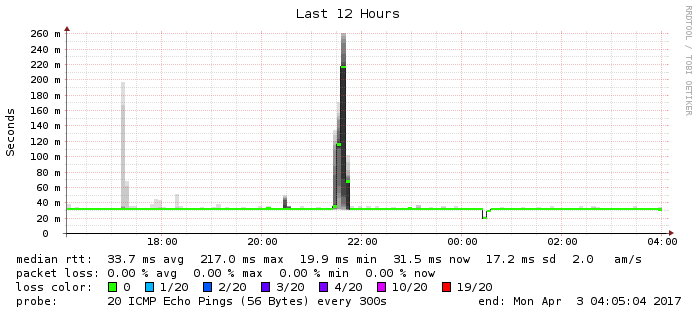 Last 12 Hours
RRDTOOL / TOBI OETIKER
Seconds
260 m
240 m
220 m
200 m
180 m
160 m
140 m
120 m
100 m
80 m
60 m
40 m
20 m
0
18:00 20:00 22:00 00:00 02:00 04:00
median rtt: 33.7 ms avg 217.0 ms max 19.9 ms min 31.5 ms now 17.2 ms sd 2.0 am/s
packet loss: 0.00 % avg 0.00 % max 0.00 % min 0.00 % now
loss color: 0 1/20 2/20 3/20 4/20 10/20 19/20
probe: 20 ICMP Echo Pings (56 Bytes) every 300s end: Mon Apr 3 04:05:04 2017